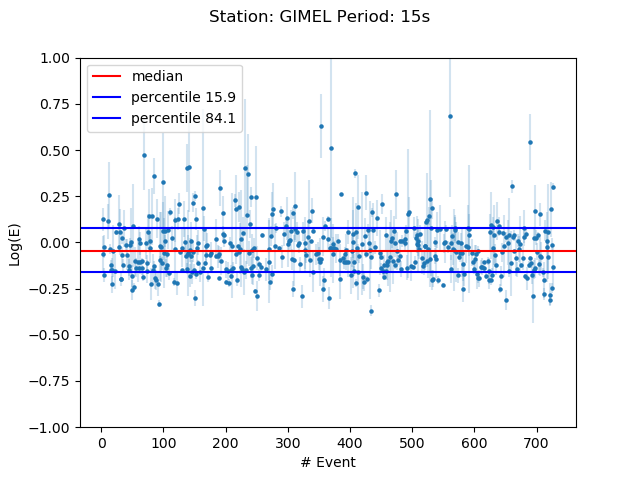 Station: GIMEL Period: 15s
median
percentile 15.9
percentile 84.1
1.00
0.75
0.50
0.25
0.00
−0.25
−0.50
−0.75
−1.00
Log(E)
0 100 200 300 400 500 600 700
# Event